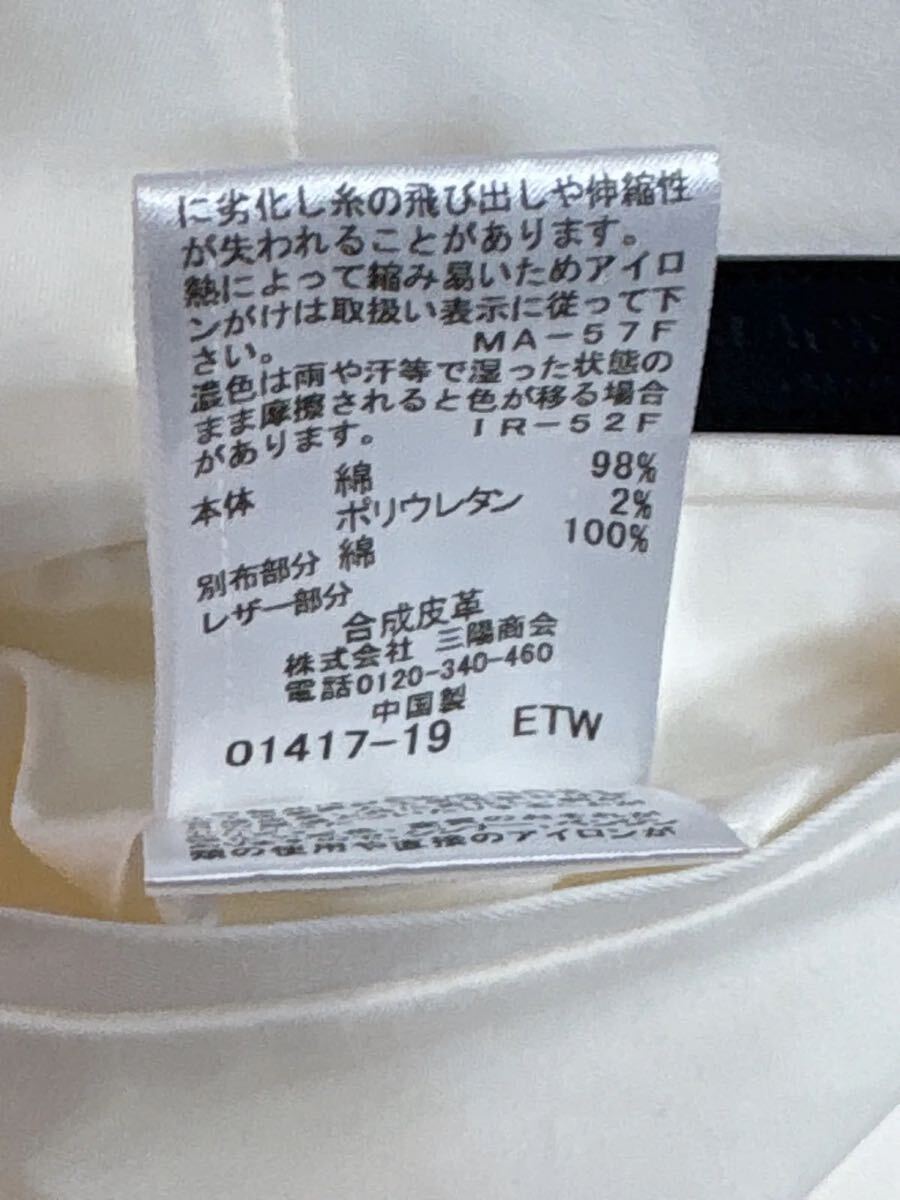 に劣化し糸の飛び出しや伸縮性
が失われることがあります。
熱によって縮み易いためアイロ
ンがけは取扱い表示に従って下
さい。 MA-57F
濃色は雨や汗等で湿った状態の
まま摩擦されると色が移る場合
があります。 IR-52F
本体 綿 98%
ポリウレタン 2%
別布部分 綿 100%
レザー部分
合成皮革
株式会社 三陽商会
電話0120-340-460
中国製
01417-19 ETW
類の使用や直接のアイロンが